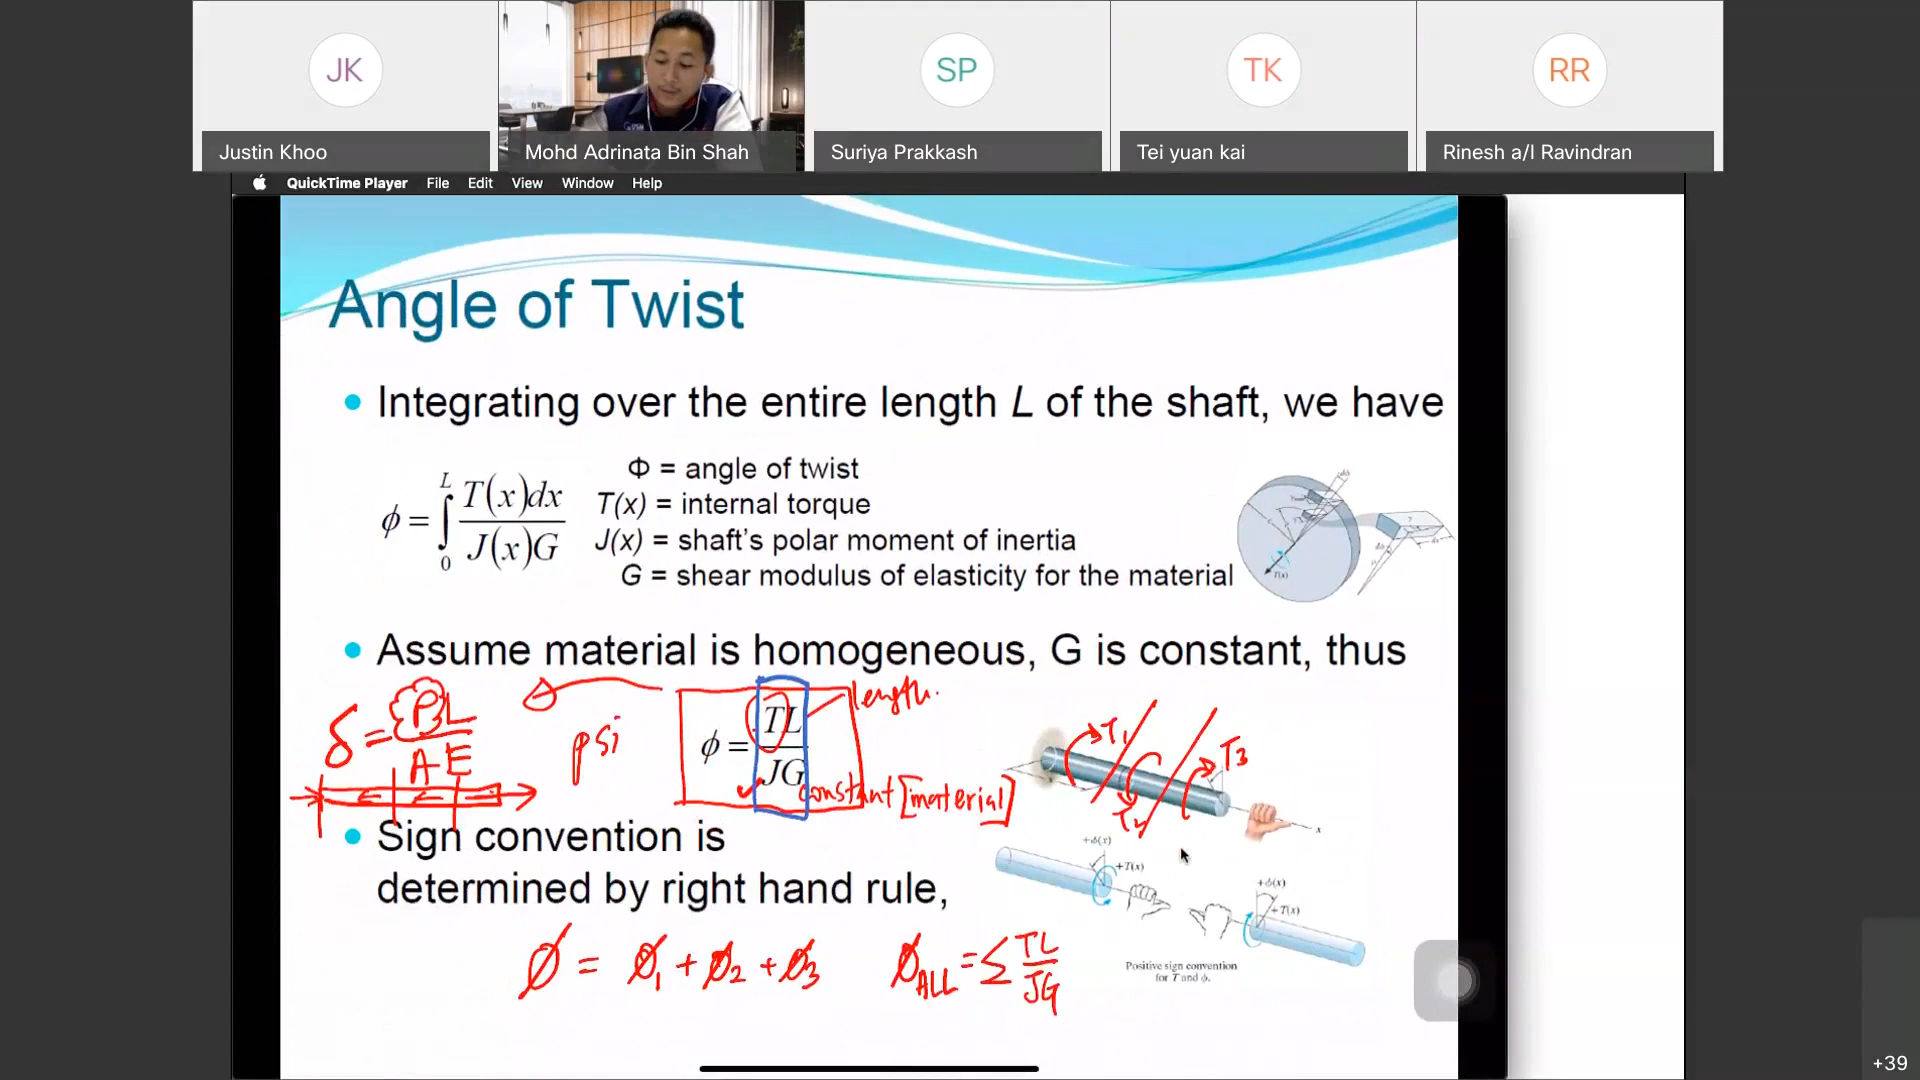 JK
SP
TK
RR
Justin Khoo
Mohd Adrinata Bin Shah
Suriya Prakkash
Tei yuan kai
Rinesh a/l Ravindran
QuickTime Player File Edit View Window Help
Angle of Twist
• Integrating over the entire length L of the shaft, we have
ϕ = ∫₀ᴸ T(x)dx / J(x)G
Φ = angle of twist
T(x) = internal torque
J(x) = shaft's polar moment of inertia
G = shear modulus of elasticity for the material
T(x)
• Assume material is homogeneous, G is constant, thus
δ = PL / AE
psi
ϕ = TL / JG
length.
constant [material]
T1
T2
T3
x
• Sign convention is
determined by right hand rule,
+ϕ(x)
+T(x)
+ϕ(x)
+T(x)
Positive sign convention
for T and ϕ.
Ø = Ø1 + Ø2 + Ø3
ØALL = Σ TL / JG
+39